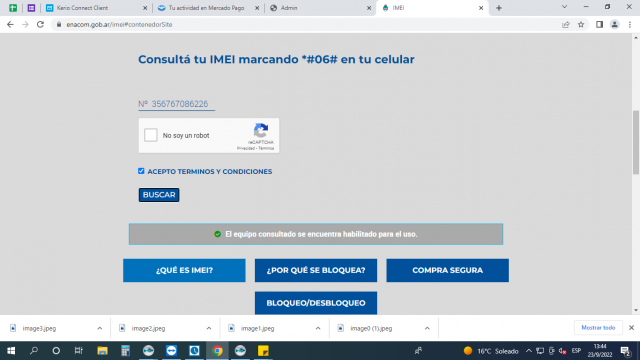 Kerio Connect Client
Tu actividad en Mercado Pago
Admin
IMEI
enacom.gob.ar/imei#contenedorSite
Consultá tu IMEI marcando *#06# en tu celular
Nº 356767086226
No soy un robot
reCAPTCHA
Privacidad - Términos
ACEPTO TERMINOS Y CONDICIONES
BUSCAR
El equipo consultado se encuentra habilitado para el uso.
¿QUÉ ES IMEI?
¿POR QUÉ SE BLOQUEA?
COMPRA SEGURA
BLOQUEO/DESBLOQUEO
image3.jpeg
image2.jpeg
image1.jpeg
image0 (1).jpeg
Mostrar todo
16°C Soleado
ESP
13:44
23/9/2022